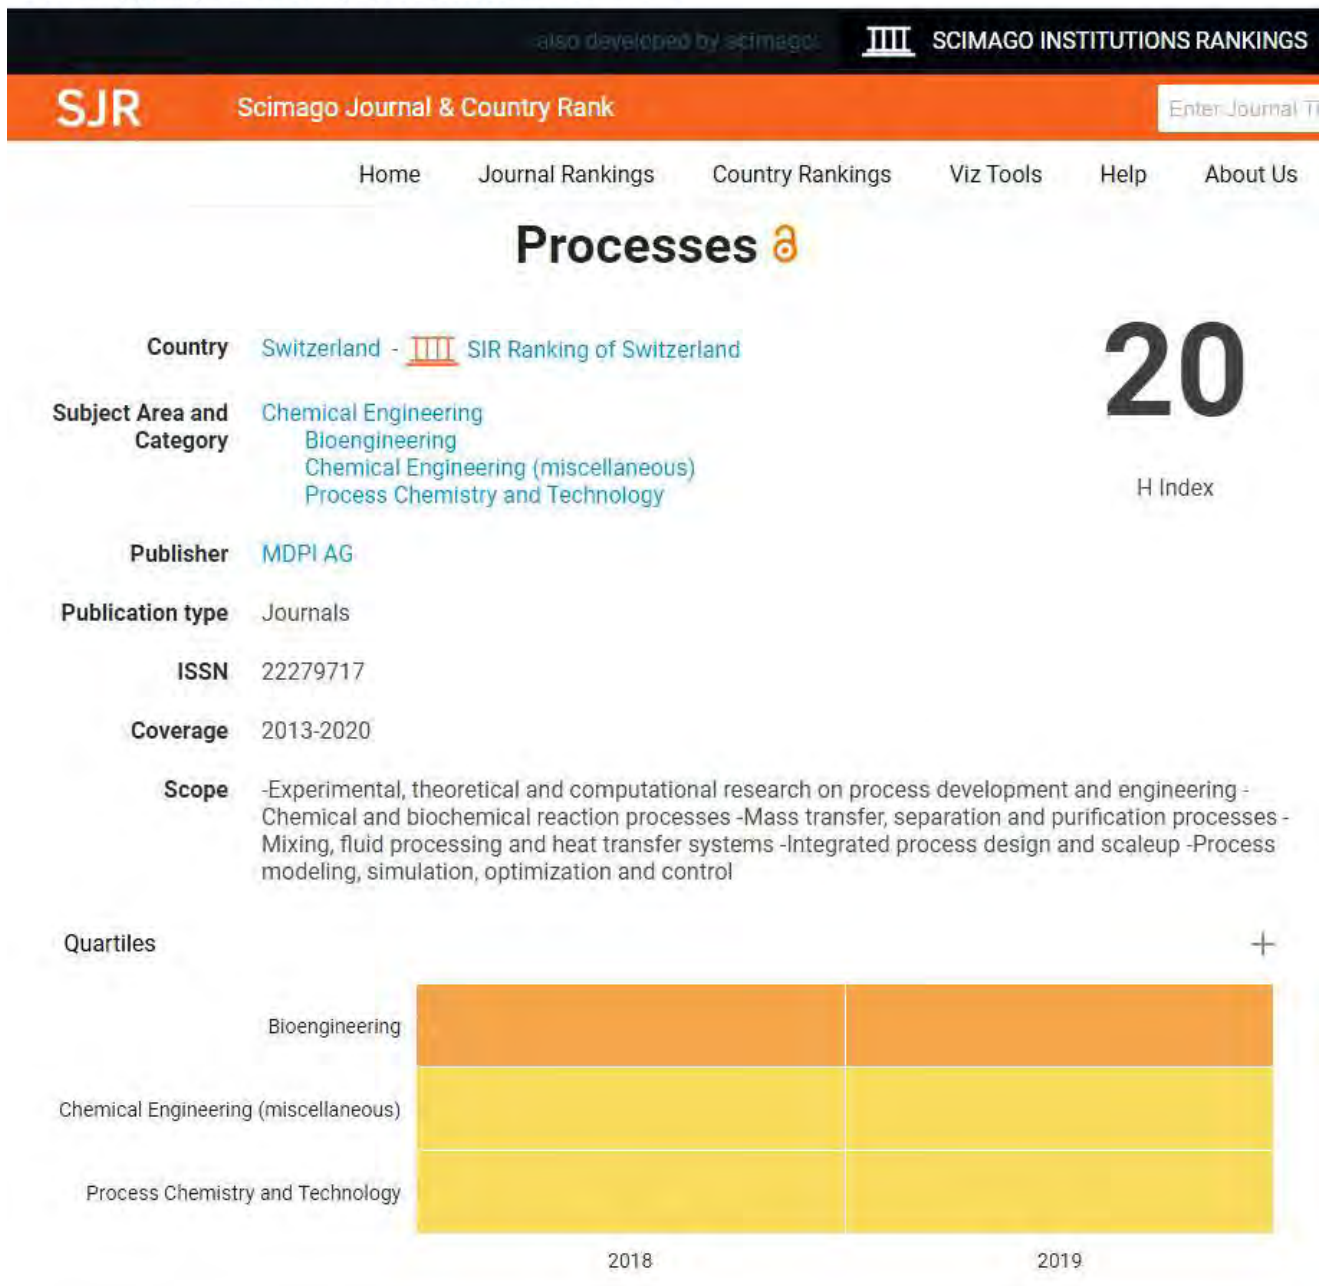 also developed by scimago:
SCIMAGO INSTITUTIONS RANKINGS
SJR
Scimago Journal & Country Rank
Enter Journal Ti
Home
Journal Rankings
Country Rankings
Viz Tools
Help
About Us
Processes
Country
Switzerland - SIR Ranking of Switzerland
20
H Index
Subject Area and
Category
Chemical Engineering
Bioengineering
Chemical Engineering (miscellaneous)
Process Chemistry and Technology
Publisher
MDPI AG
Publication type
Journals
ISSN
22279717
Coverage
2013-2020
Scope
-Experimental, theoretical and computational research on process development and engineering -
Chemical and biochemical reaction processes -Mass transfer, separation and purification processes -
Mixing, fluid processing and heat transfer systems -Integrated process design and scaleup -Process
modeling, simulation, optimization and control
Quartiles
Bioengineering
Chemical Engineering (miscellaneous)
Process Chemistry and Technology
2018
2019